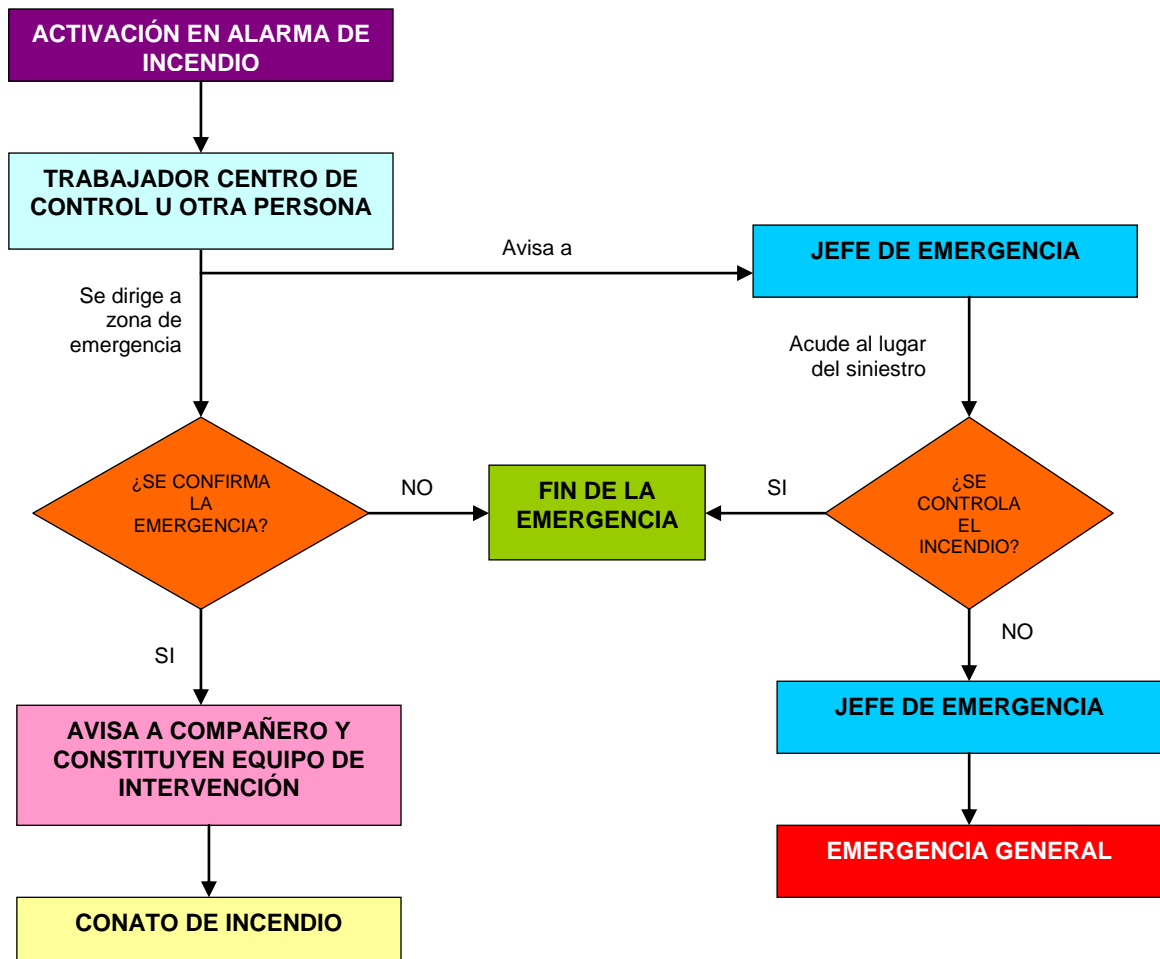 ACTIVACIÓN EN ALARMA DE
INCENDIO
TRABAJADOR CENTRO DE
CONTROL U OTRA PERSONA
Avisa a
JEFE DE EMERGENCIA
Se dirige a
zona de
emergencia
Acude al lugar
del siniestro
¿SE CONFIRMA
LA
EMERGENCIA?
NO
FIN DE LA
EMERGENCIA
SI
¿SE
CONTROLA
EL
INCENDIO?
SI
NO
AVISA A COMPAÑERO Y
CONSTITUYEN EQUIPO DE
INTERVENCIÓN
JEFE DE EMERGENCIA
EMERGENCIA GENERAL
CONATO DE INCENDIO